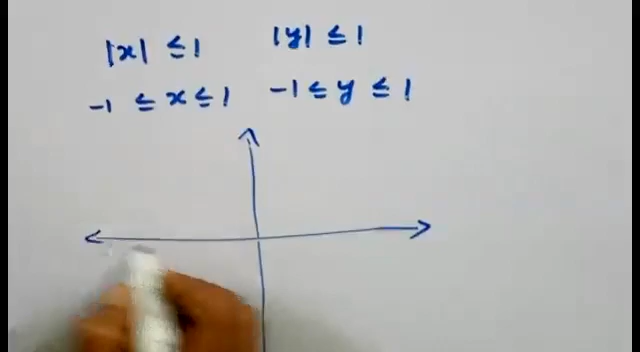 |x| ≤ 1 |y| ≤ 1
-1 ≤ x ≤ 1 -1 ≤ y ≤ 1